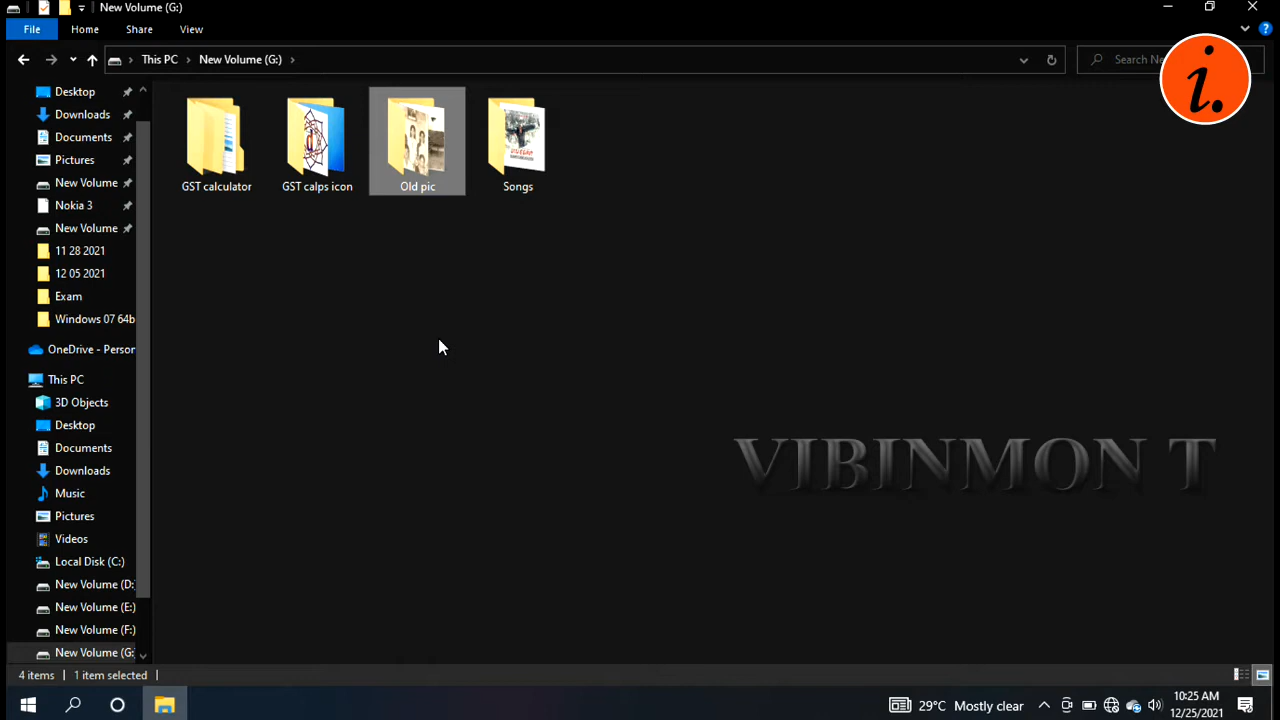 New Volume (G:)
File Home Share View
This PC New Volume (G:)
Search Ne
i.
Desktop
Downloads
Documents
Pictures
New Volume
Nokia 3
New Volume
11 28 2021
12 05 2021
Exam
Windows 07 64b
OneDrive - Person
This PC
3D Objects
Desktop
Documents
Downloads
Music
Pictures
Videos
Local Disk (C:)
New Volume (D:
New Volume (E:)
New Volume (F:)
New Volume (G:
GST calculator
GST calps icon
Old pic
Songs
VIBINMON T
4 items 1 item selected
29°C Mostly clear
10:25 AM
12/25/2021